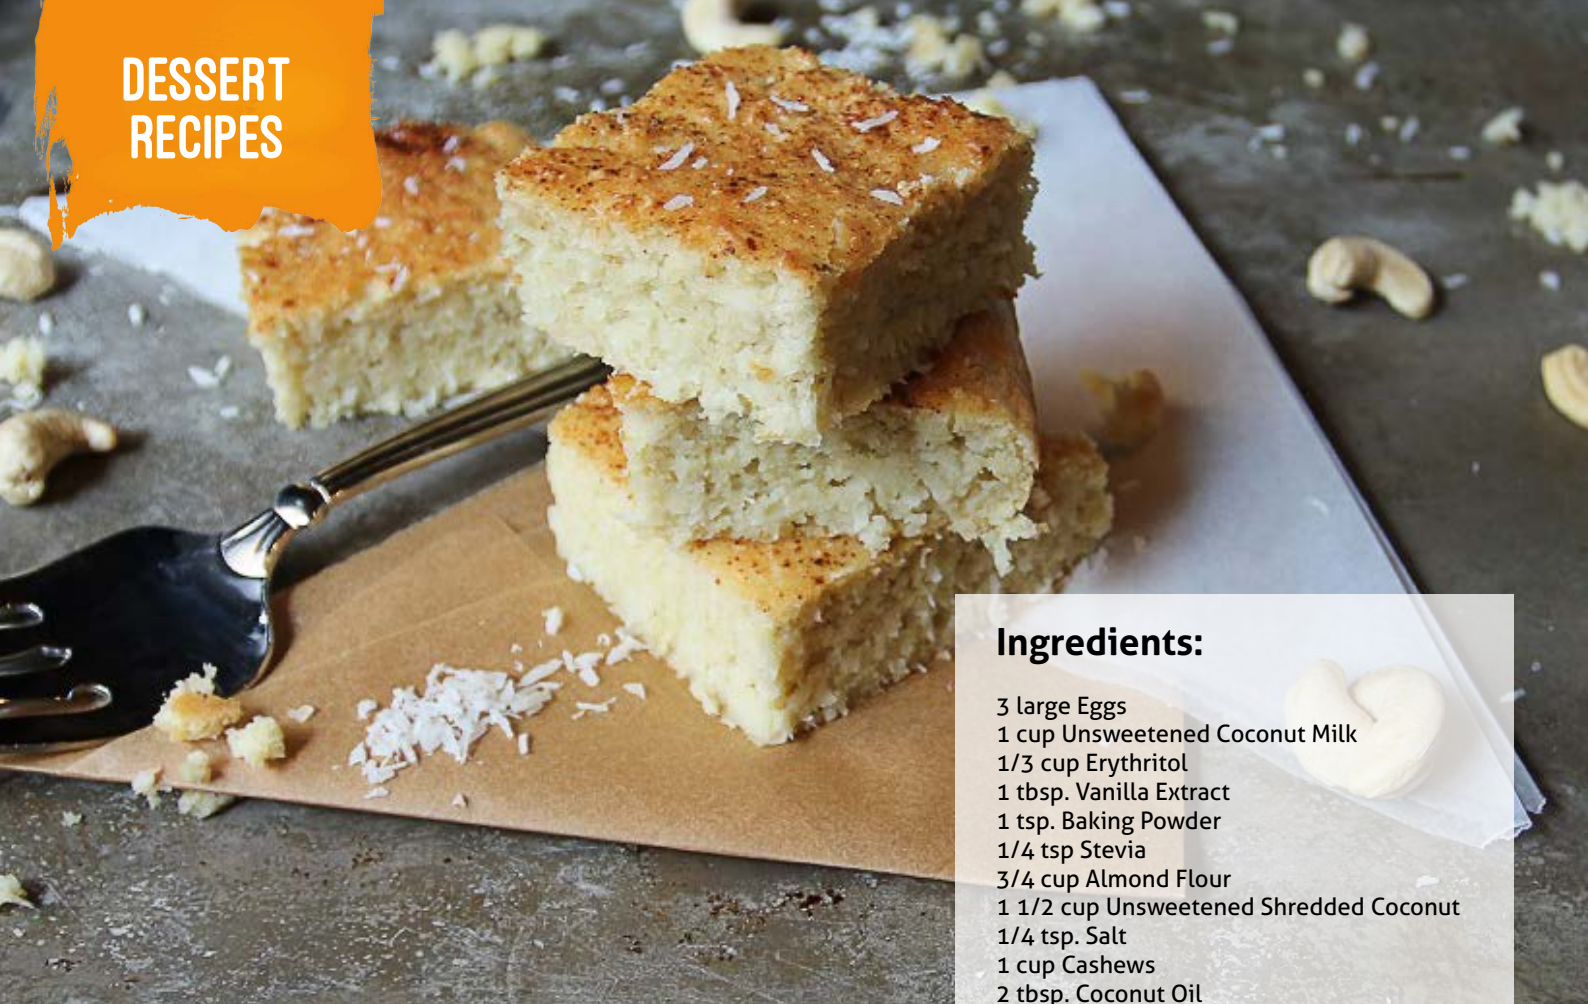 DESSERT
RECIPES
Ingredients:
3 large Eggs
1 cup Unsweetened Coconut Milk
1/3 cup Erythritol
1 tbsp. Vanilla Extract
1 tsp. Baking Powder
1/4 tsp Stevia
3/4 cup Almond Flour
1 1/2 cup Unsweetened Shredded Coconut
1/4 tsp. Salt
1 cup Cashews
2 tbsp. Coconut Oil